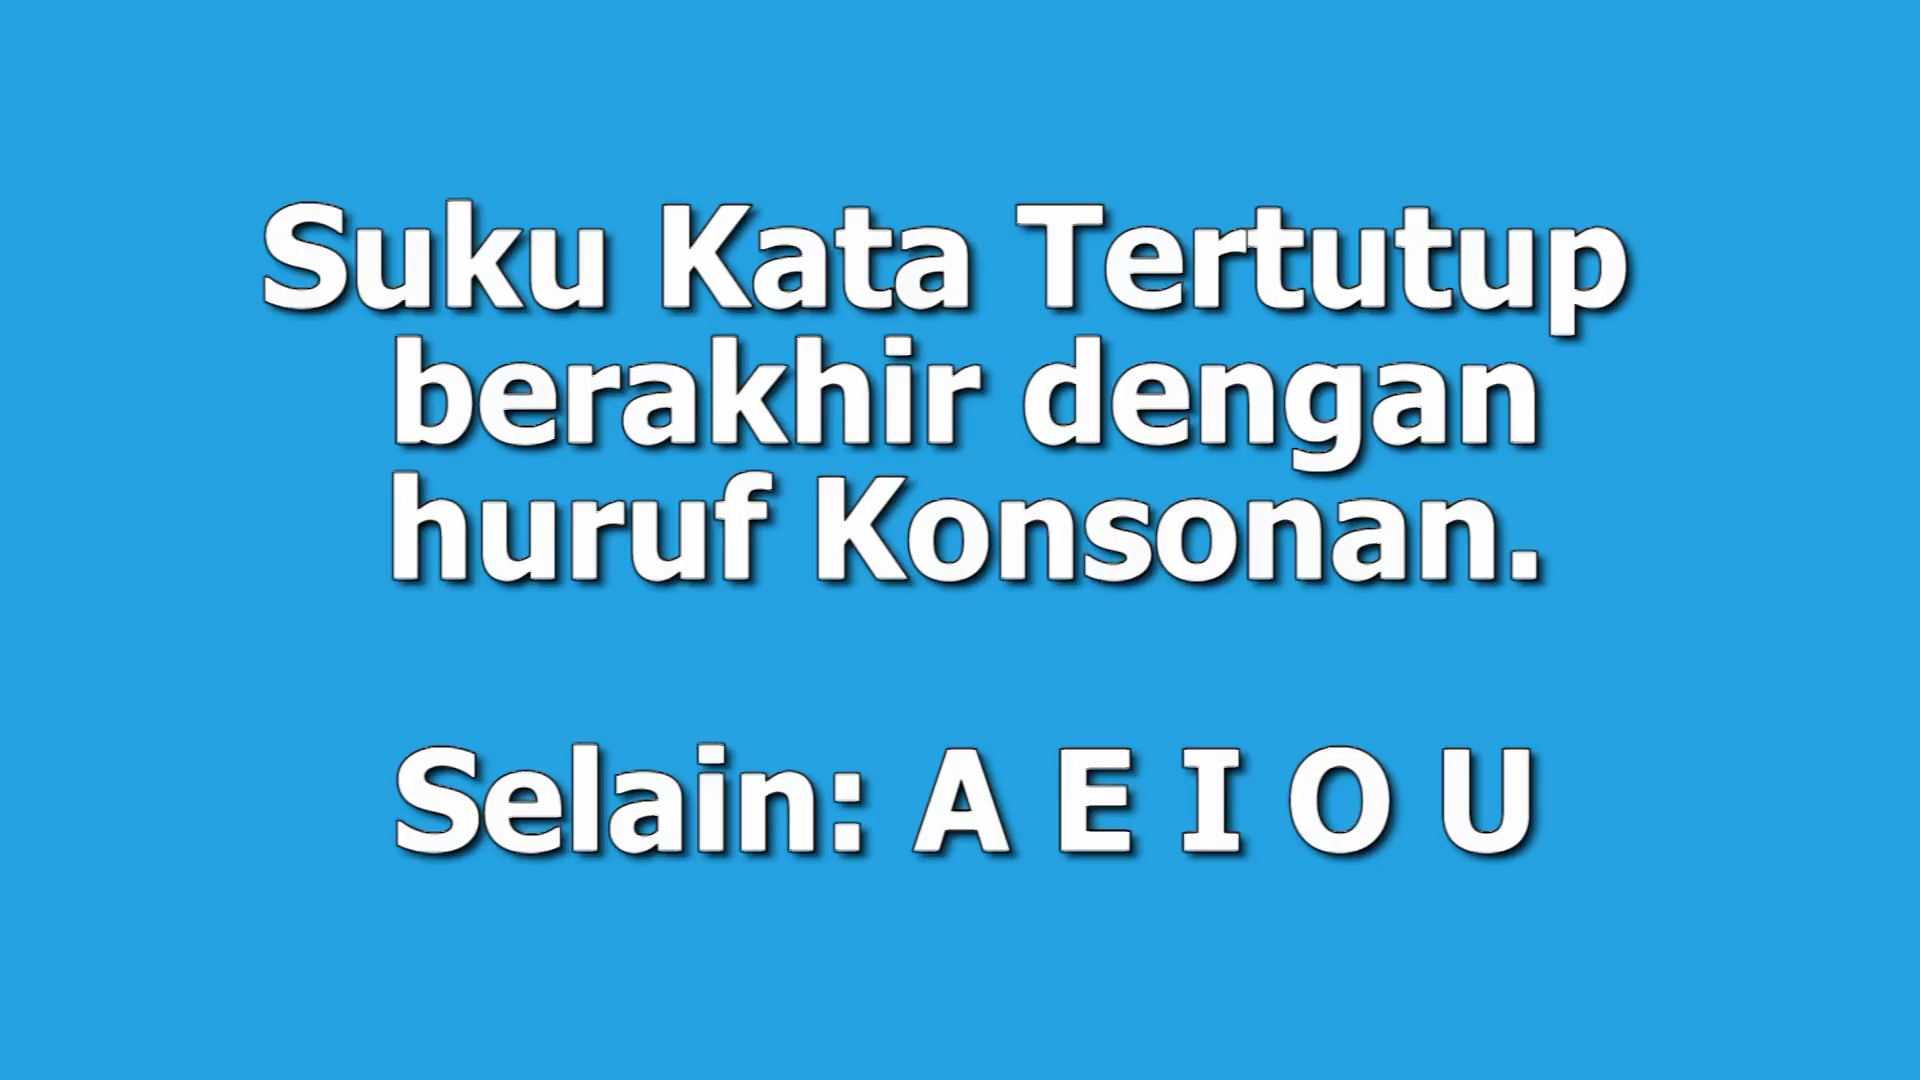 Suku Kata Tertutup
berakhir dengan
huruf Konsonan.
Selain: A E I O U